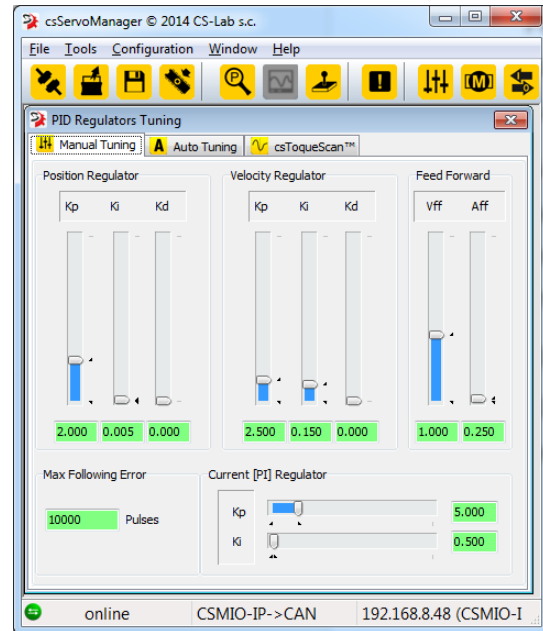 csServoManager © 2014 CS-Lab s.c.
File Tools Configuration Window Help
PID Regulators Tuning
Manual Tuning A Auto Tuning csToqueScan™
Position Regulator Velocity Regulator Feed Forward
Kp Ki Kd Kp Ki Kd Vff Aff
2.000 0.005 0.000 2.500 0.150 0.000 1.000 0.250
Max Following Error Current [PI] Regulator
Kp 5.000
10000 Pulses
Ki 0.500
online CSMIO-IP->CAN 192.168.8.48 (CSMIO-I